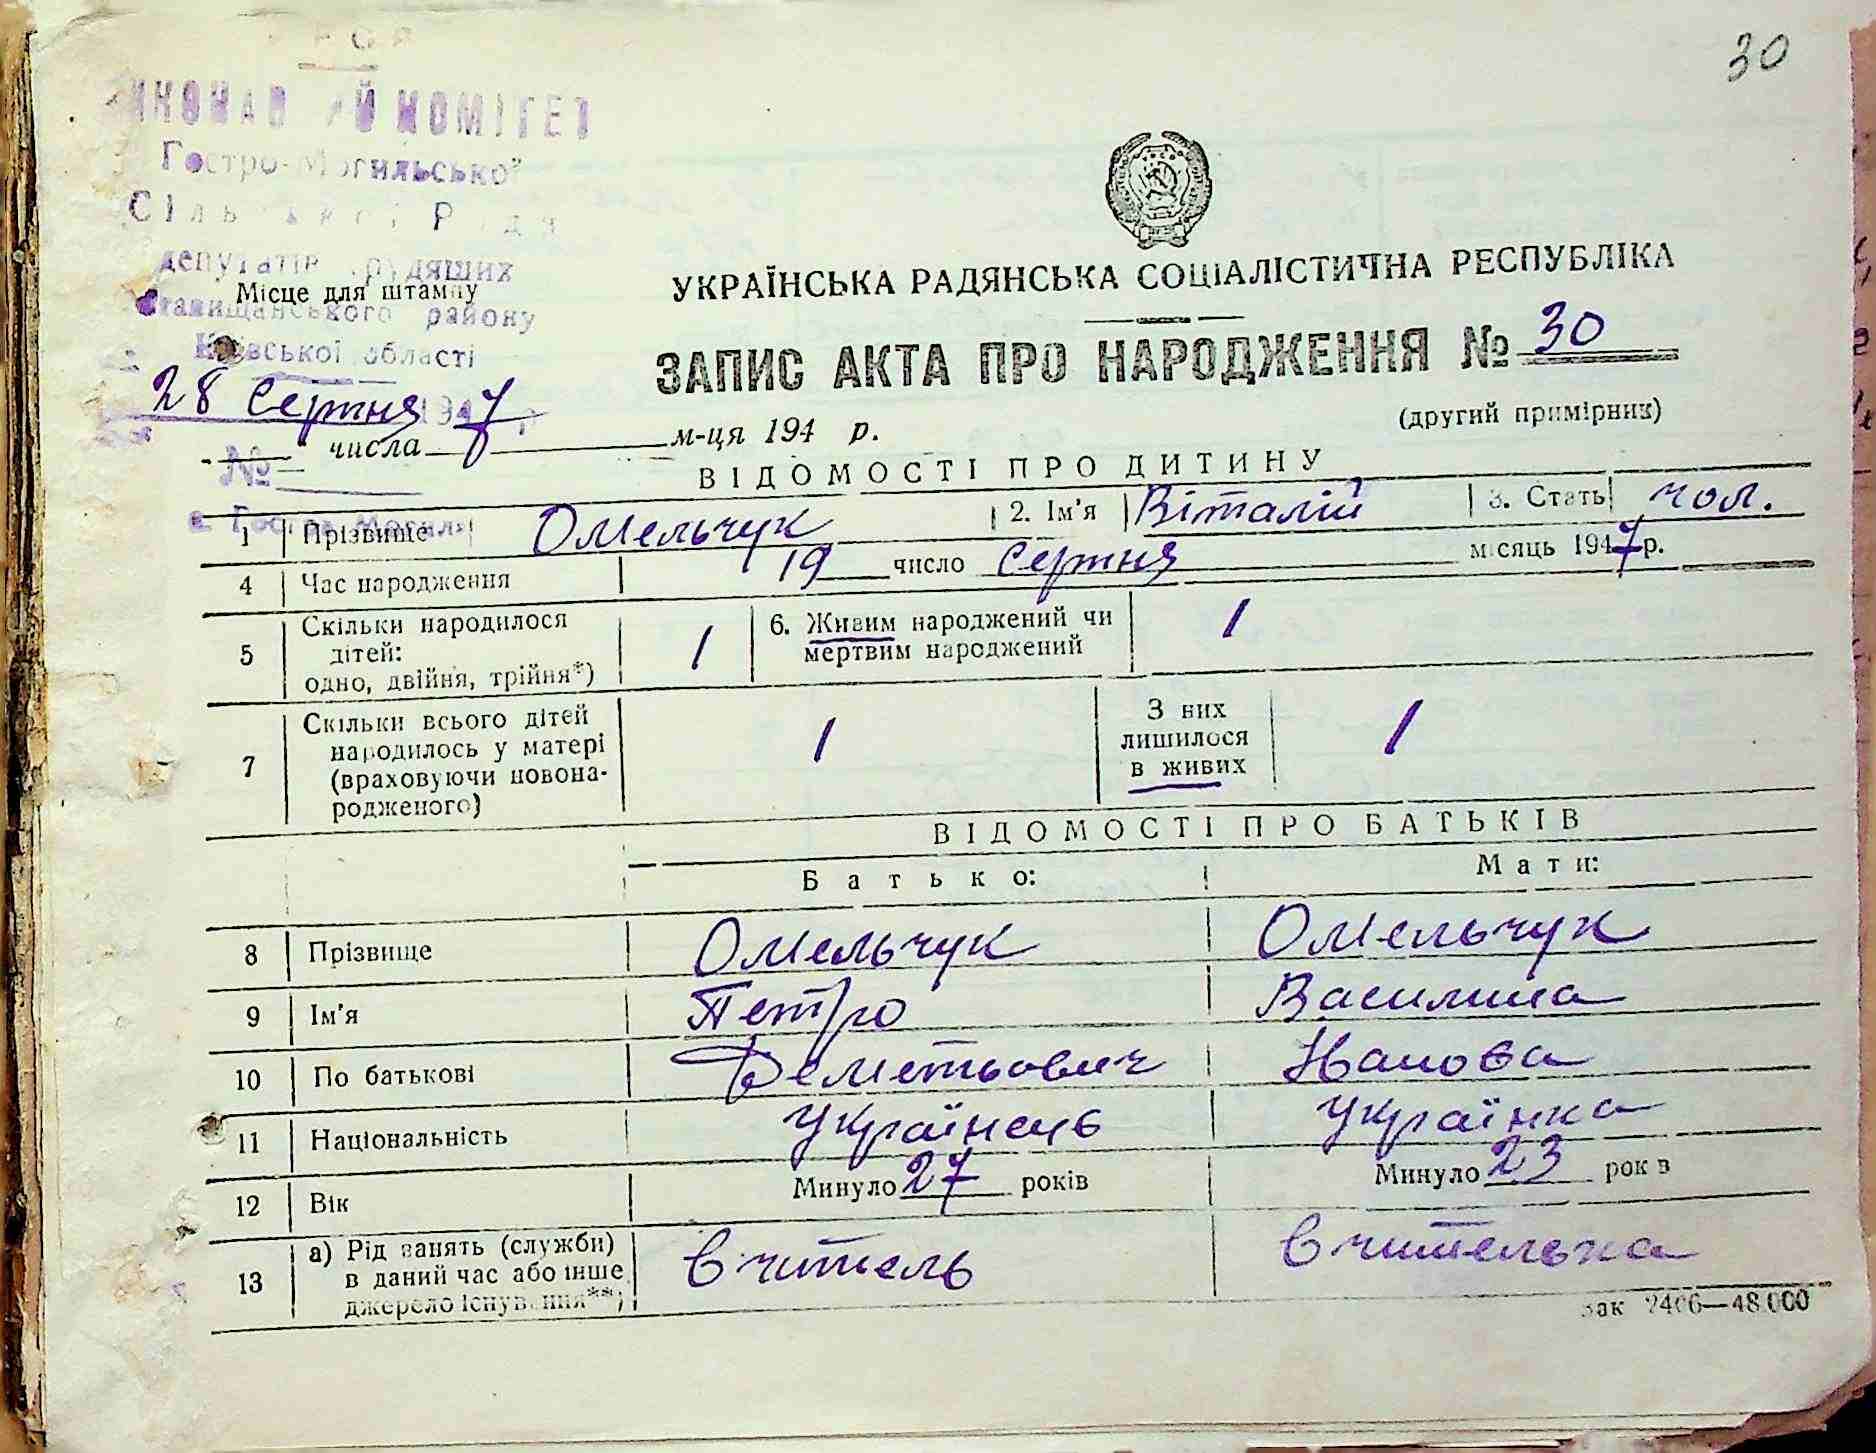 30
УРСР
ВИКОНАВЧИЙ КОМІТЕТ
Гостро-Могильської
Сільської Ради
депутатів трудящих
Ставищанського району
Київської області
Місце для штампу
28 Серпня 1947 р
числа м-ця 194 р.
№
с. Гостра Могила
УКРАЇНСЬКА РАДЯНСЬКА СОЦІАЛІСТИЧНА РЕСПУБЛІКА
ЗАПИС АКТА ПРО НАРОДЖЕННЯ № 30
(другий примірник)
ВІДОМОСТІ ПРО ДИТИНУ
1 Прізвище Омельчук 2. Ім'я Віталій 3. Стать чол.
4 Час народження 19 число Серпня місяць 1947 р.
5 Скільки народилося дітей: одно, двійня, трійня*) 1 6. Живим народжений чи мертвим народжений 1
7 Скільки всього дітей народилось у матері (враховуючи новонародженого) 1 З них лишилося в живих 1
ВІДОМОСТІ ПРО БАТЬКІВ
Батько: Мати:
8 Прізвище Омельчук Омельчук
9 Ім'я Петро Василина
10 По батькові
11 Національність Українець Українка
12 Вік Минуло 27 років Минуло 23 років
13 а) Рід занять (служби) в даний час або інше джерело існування**) вчитель вчителька
Зак 2406—48.000